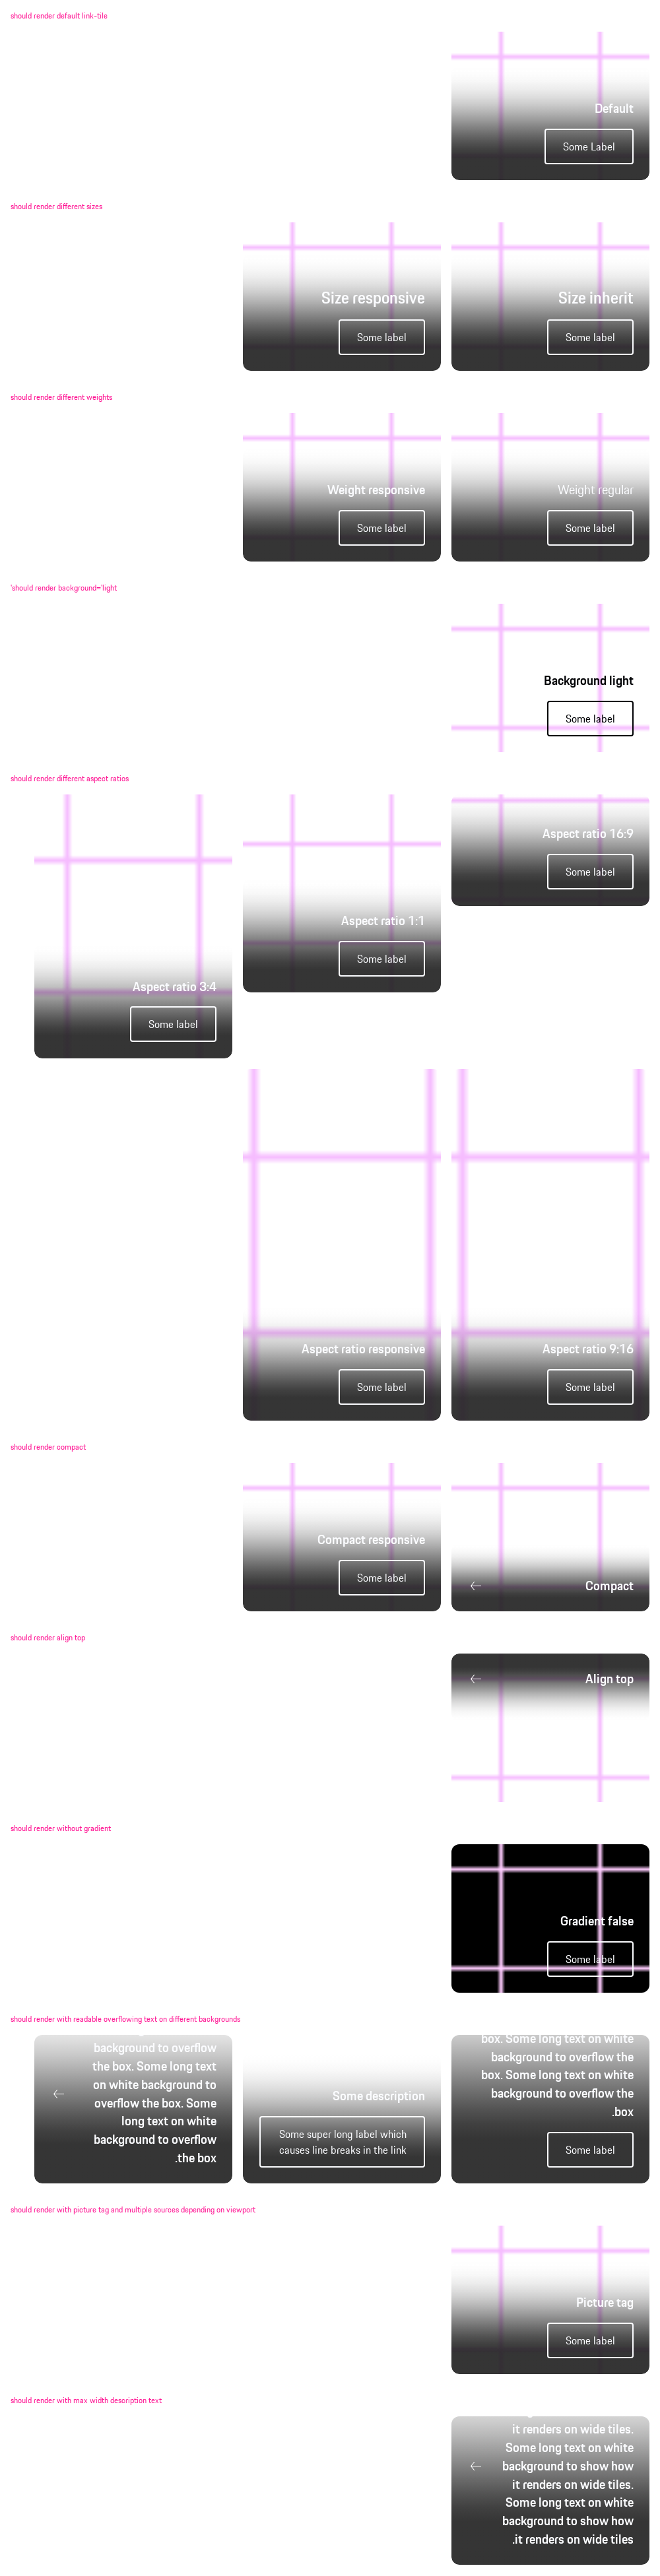 should render default link-tile
Default
Some Label
should render different sizes
Size inherit
Some label
Size responsive
Some label
should render different weights
Weight regular
Some label
Weight responsive
Some label
'should render background='light
Background light
Some label
should render different aspect ratios
Aspect ratio 16:9
Some label
Aspect ratio 1:1
Some label
Aspect ratio 3:4
Some label
Aspect ratio 9:16
Some label
Aspect ratio responsive
Some label
should render compact
Compact
Compact responsive
Some label
should render align top
Align top
should render without gradient
Gradient false
Some label
should render with readable overflowing text on different backgrounds
box. Some long text on white
background to overflow the
box. Some long text on white
background to overflow the
.box
Some label
Some description
Some super long label which
causes line breaks in the link
background to overflow
the box. Some long text
on white background to
overflow the box. Some
long text on white
background to overflow
.the box
should render with picture tag and multiple sources depending on viewport
Picture tag
Some label
should render with max width description text
it renders on wide tiles.
Some long text on white
background to show how
it renders on wide tiles.
Some long text on white
background to show how
.it renders on wide tiles